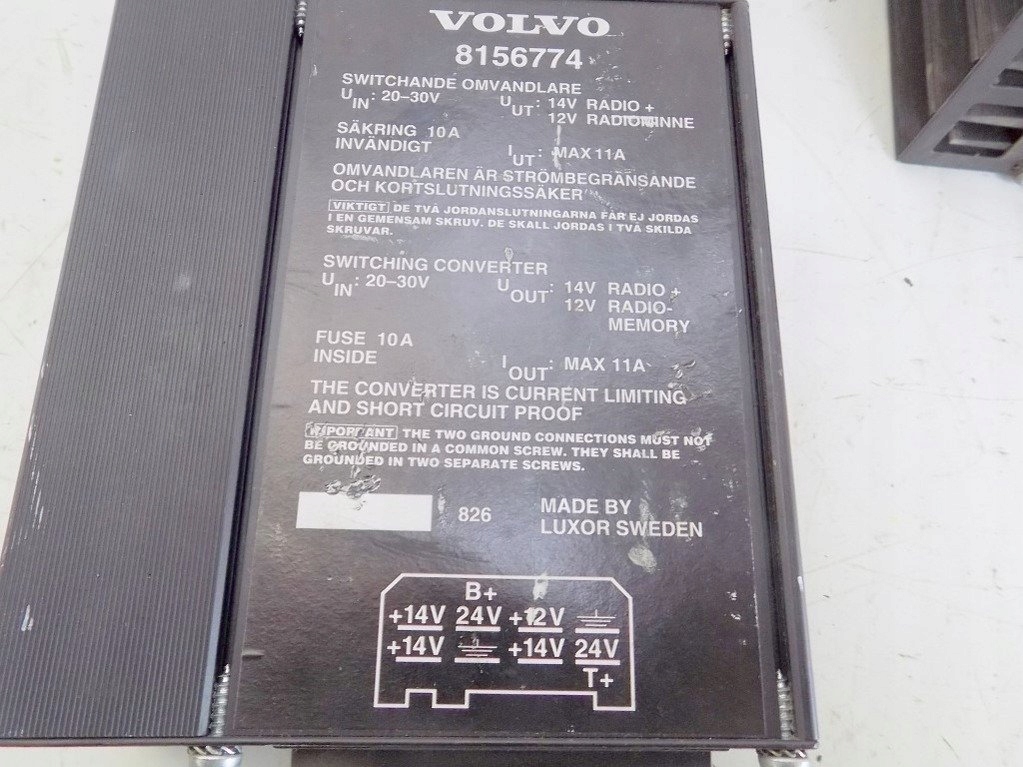 VOLVO
8156774
SWITCHANDE OMVANDLARE
UIN: 20–30V UUT: 14V RADIO +
12V RADIOMINNE
SÄKRING 10A
INVÄNDIGT IUT: MAX 11A
OMVANDLAREN ÄR STRÖMBEGRÄNSANDE
OCH KORTSLUTNINGSSÄKER
VIKTIGT DE TVÅ JORDANSLUTNINGARNA FÅR EJ JORDAS
I EN GEMENSAM SKRUV. DE SKALL JORDAS I TVÅ SKILDA
SKRUVAR.
SWITCHING CONVERTER
UIN: 20–30V UOUT: 14V RADIO +
12V RADIO-
MEMORY
FUSE 10A
INSIDE IOUT: MAX 11A
THE CONVERTER IS CURRENT LIMITING
AND SHORT CIRCUIT PROOF
IMPORTANT THE TWO GROUND CONNECTIONS MUST NOT
BE GROUNDED IN A COMMON SCREW. THEY SHALL BE
GROUNDED IN TWO SEPARATE SCREWS.
826 MADE BY
LUXOR SWEDEN
B+
+14V 24V +12V
+14V +14V 24V
T+